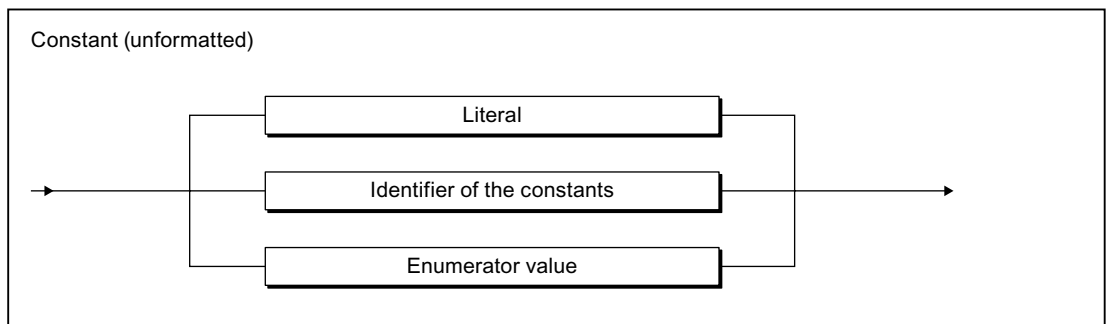 Constant (unformatted)
Literal
Identifier of the constants
Enumerator value